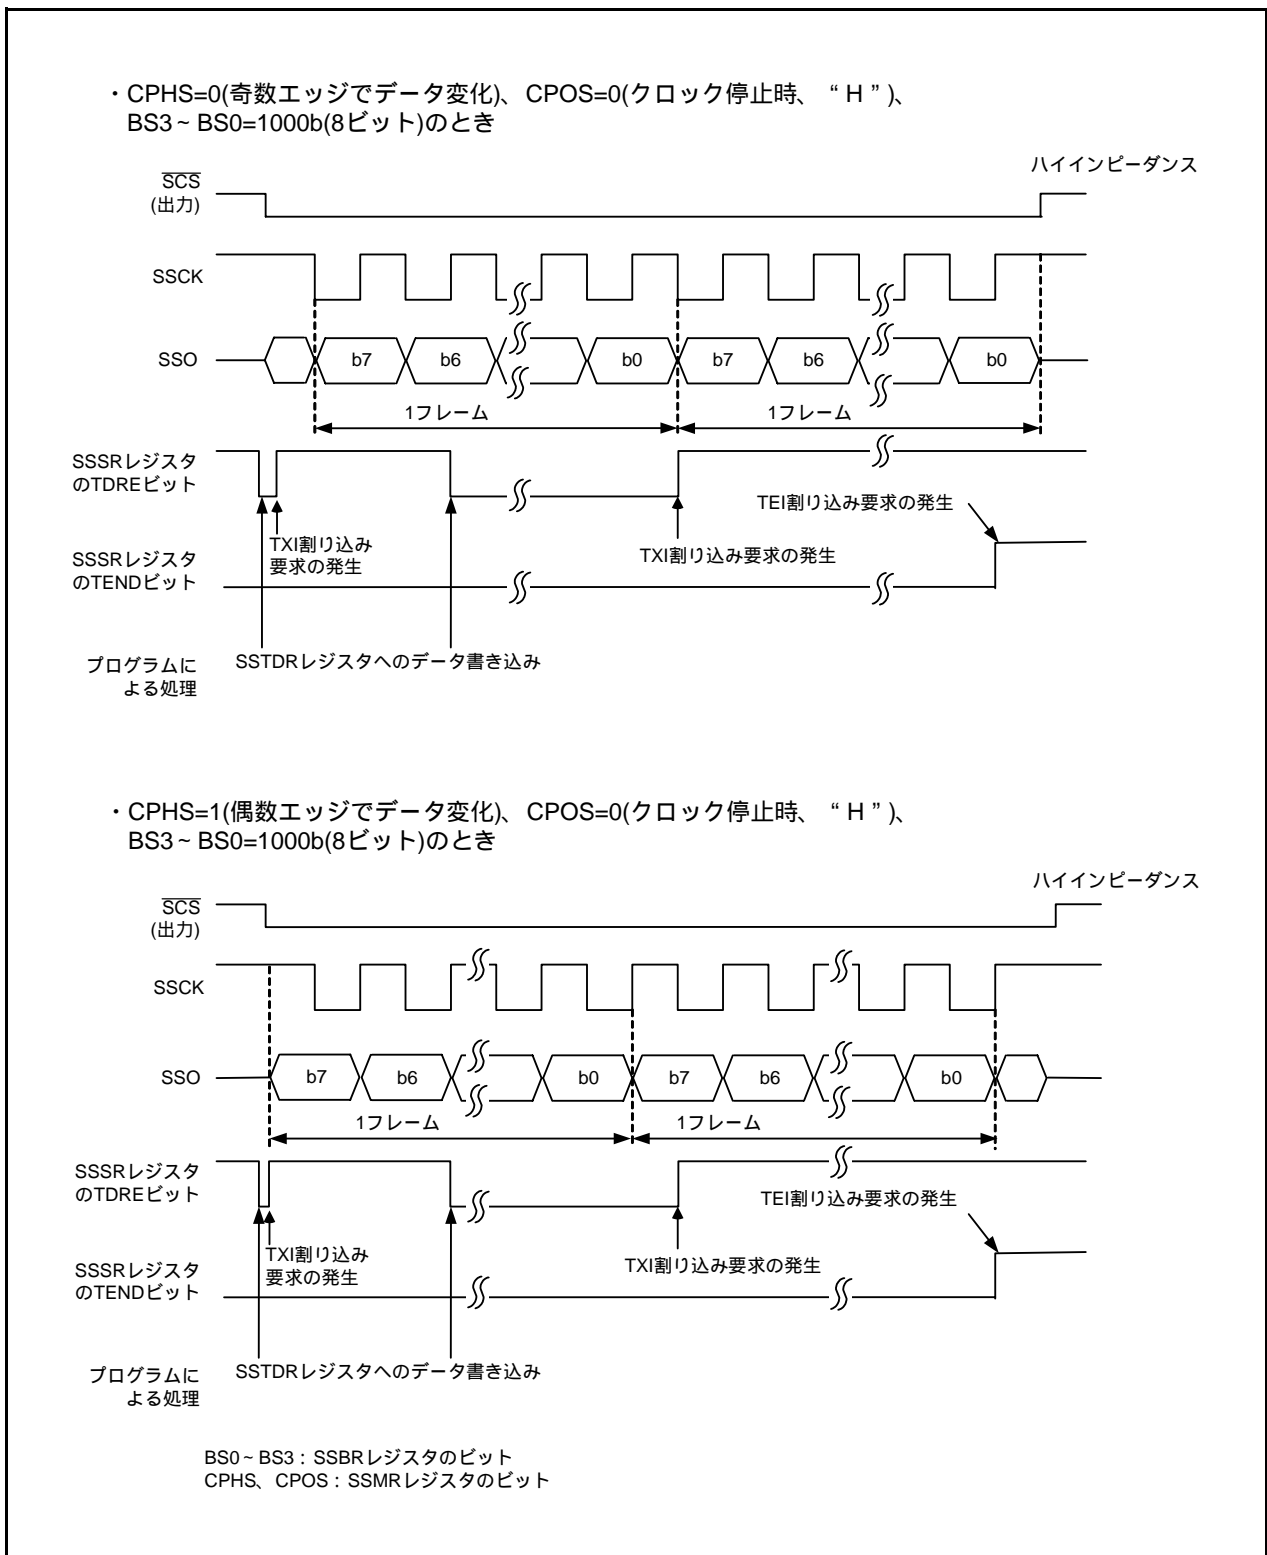 ・CPHS=0(奇数エッジでデータ変化)、CPOS=0(クロック停止時、“H”)、
BS3~BS0=1000b(8ビット)のとき
ハイインピーダンス
SCS
(出力)
SSCK
SSO
b7
b6
b0
b7
b6
b0
1フレーム
1フレーム
SSSRレジスタ
のTDREビット
TEI割り込み要求の発生
TXI割り込み
要求の発生
TXI割り込み要求の発生
SSSRレジスタ
のTENDビット
プログラムに
よる処理
SSTDRレジスタへのデータ書き込み
・CPHS=1(偶数エッジでデータ変化)、CPOS=0(クロック停止時、“H”)、
BS3~BS0=1000b(8ビット)のとき
ハイインピーダンス
SCS
(出力)
SSCK
SSO
b7
b6
b0
b7
b6
b0
1フレーム
1フレーム
SSSRレジスタ
のTDREビット
TEI割り込み要求の発生
TXI割り込み
要求の発生
TXI割り込み要求の発生
SSSRレジスタ
のTENDビット
プログラムに
よる処理
SSTDRレジスタへのデータ書き込み
BS0~BS3:SSBRレジスタのビット
CPHS、CPOS:SSMRレジスタのビット